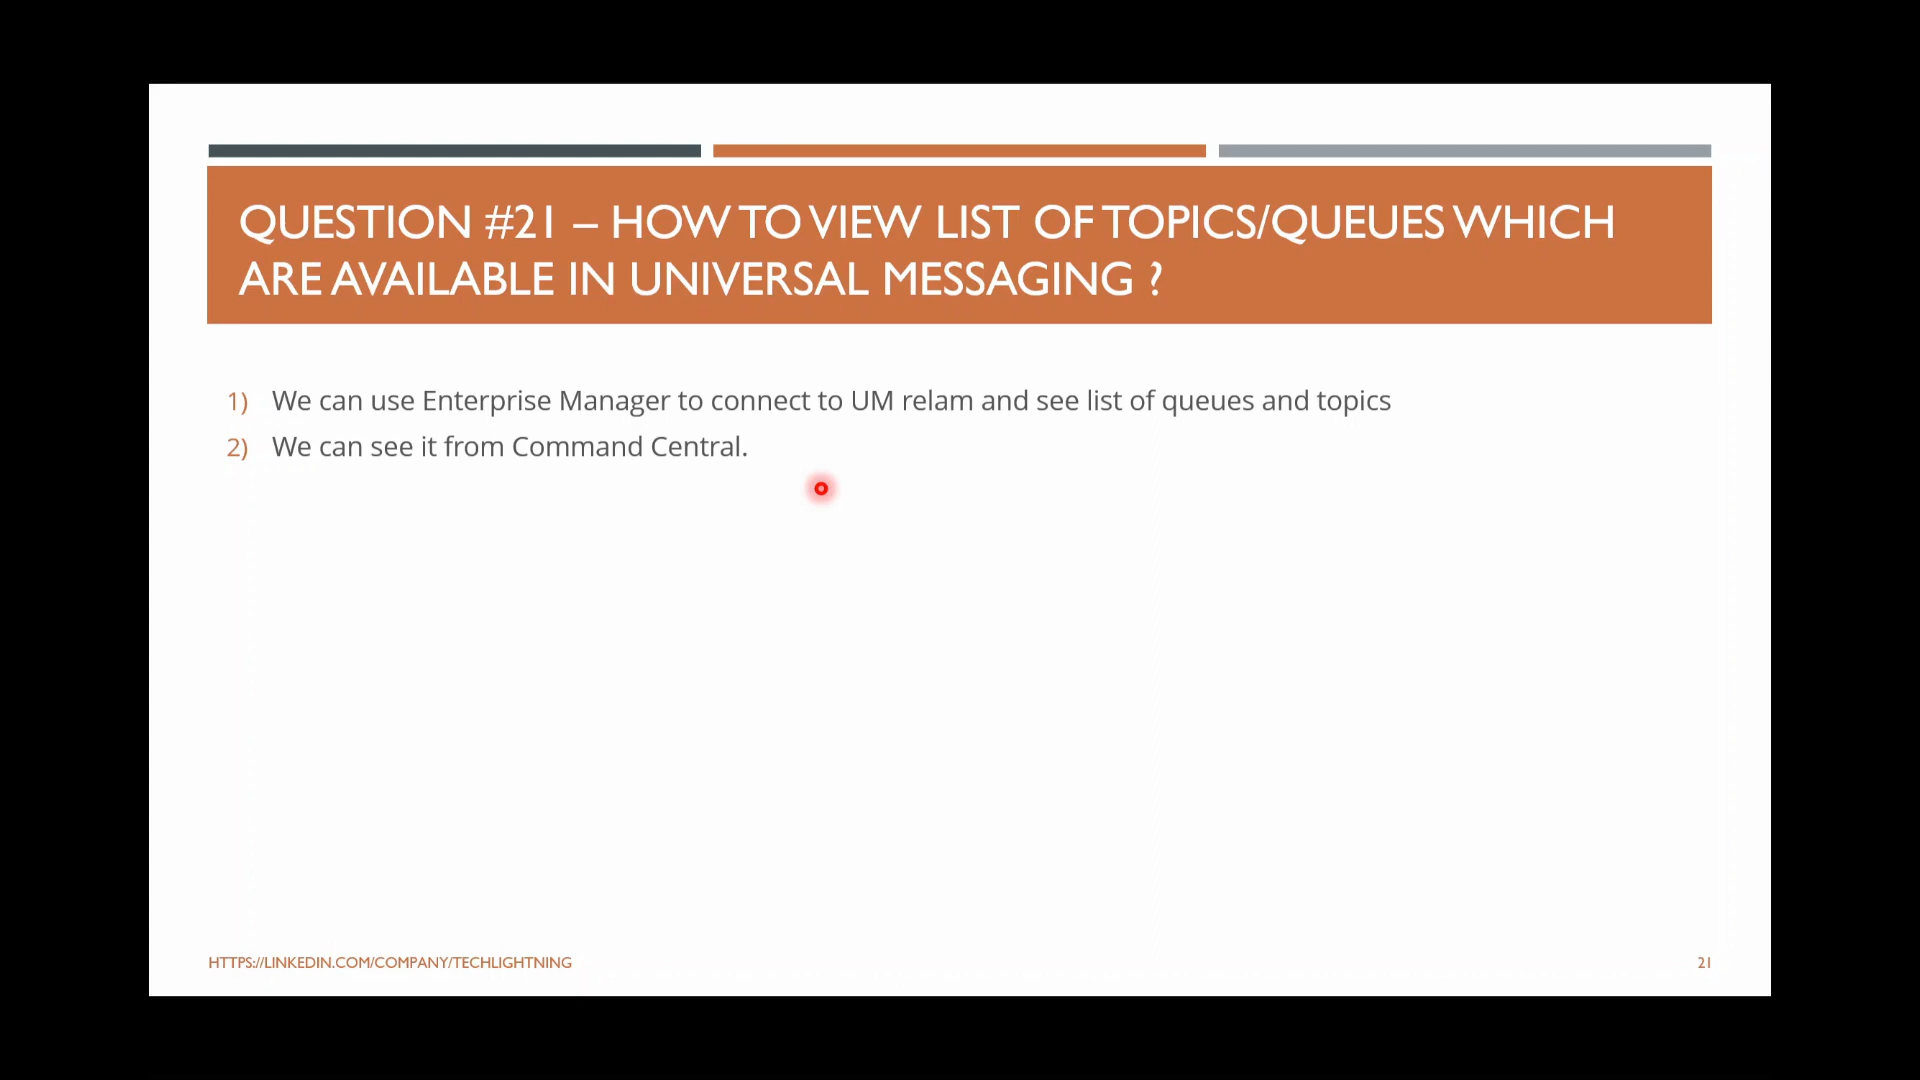 QUESTION #21 – HOW TO VIEW LIST OF TOPICS/QUEUES WHICH
ARE AVAILABLE IN UNIVERSAL MESSAGING ?
1) We can use Enterprise Manager to connect to UM relam and see list of queues and topics
2) We can see it from Command Central.
HTTPS://LINKEDIN.COM/COMPANY/TECHLIGHTNING
21